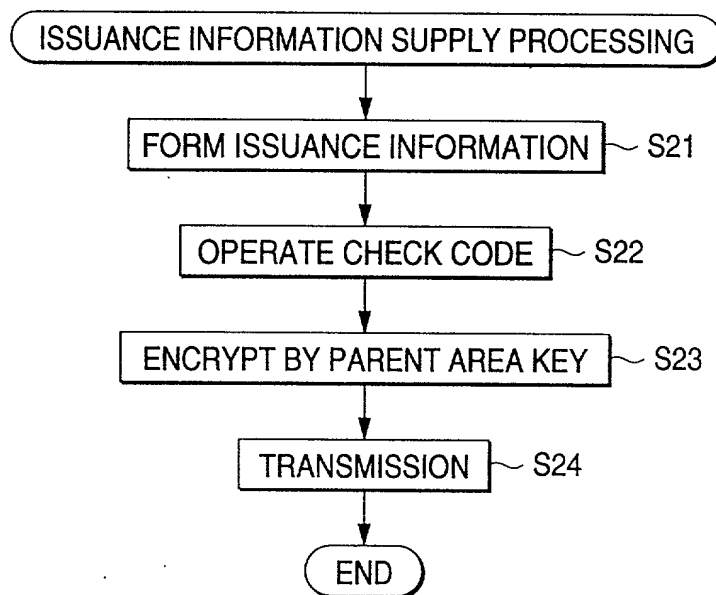 ISSUANCE INFORMATION SUPPLY PROCESSING
FORM ISSUANCE INFORMATION S21
OPERATE CHECK CODE S22
ENCRYPT BY PARENT AREA KEY S23
TRANSMISSION S24
END